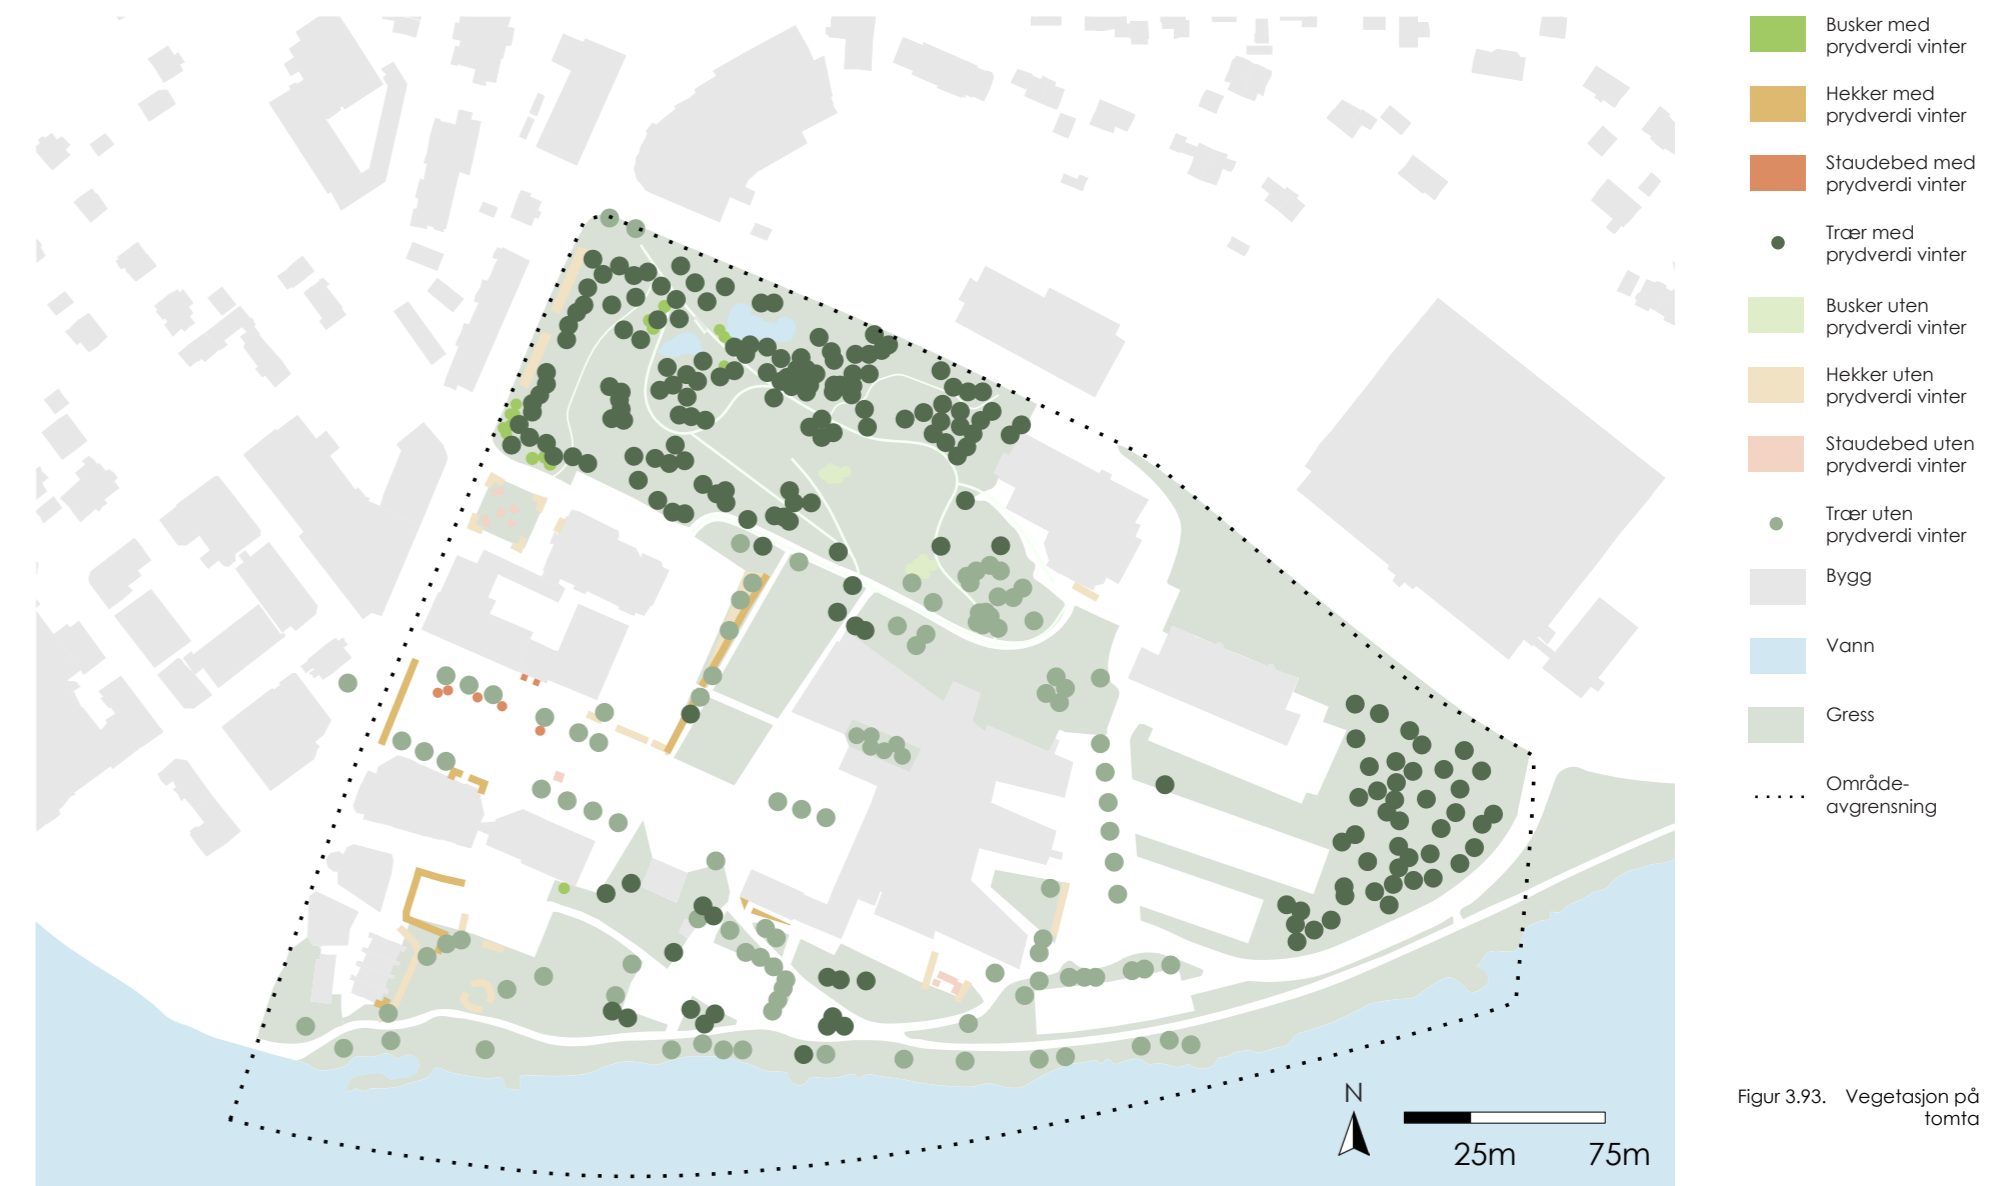 Busker med
prydverdi vinter
Hekker med
prydverdi vinter
Staudebed med
prydverdi vinter
Trær med
prydverdi vinter
Busker uten
prydverdi vinter
Hekker uten
prydverdi vinter
Staudebed uten
prydverdi vinter
Trær uten
prydverdi vinter
Bygg
Vann
Gress
Område-
avgrensning
N
25m 75m
Figur 3.93. Vegetasjon på
tomta